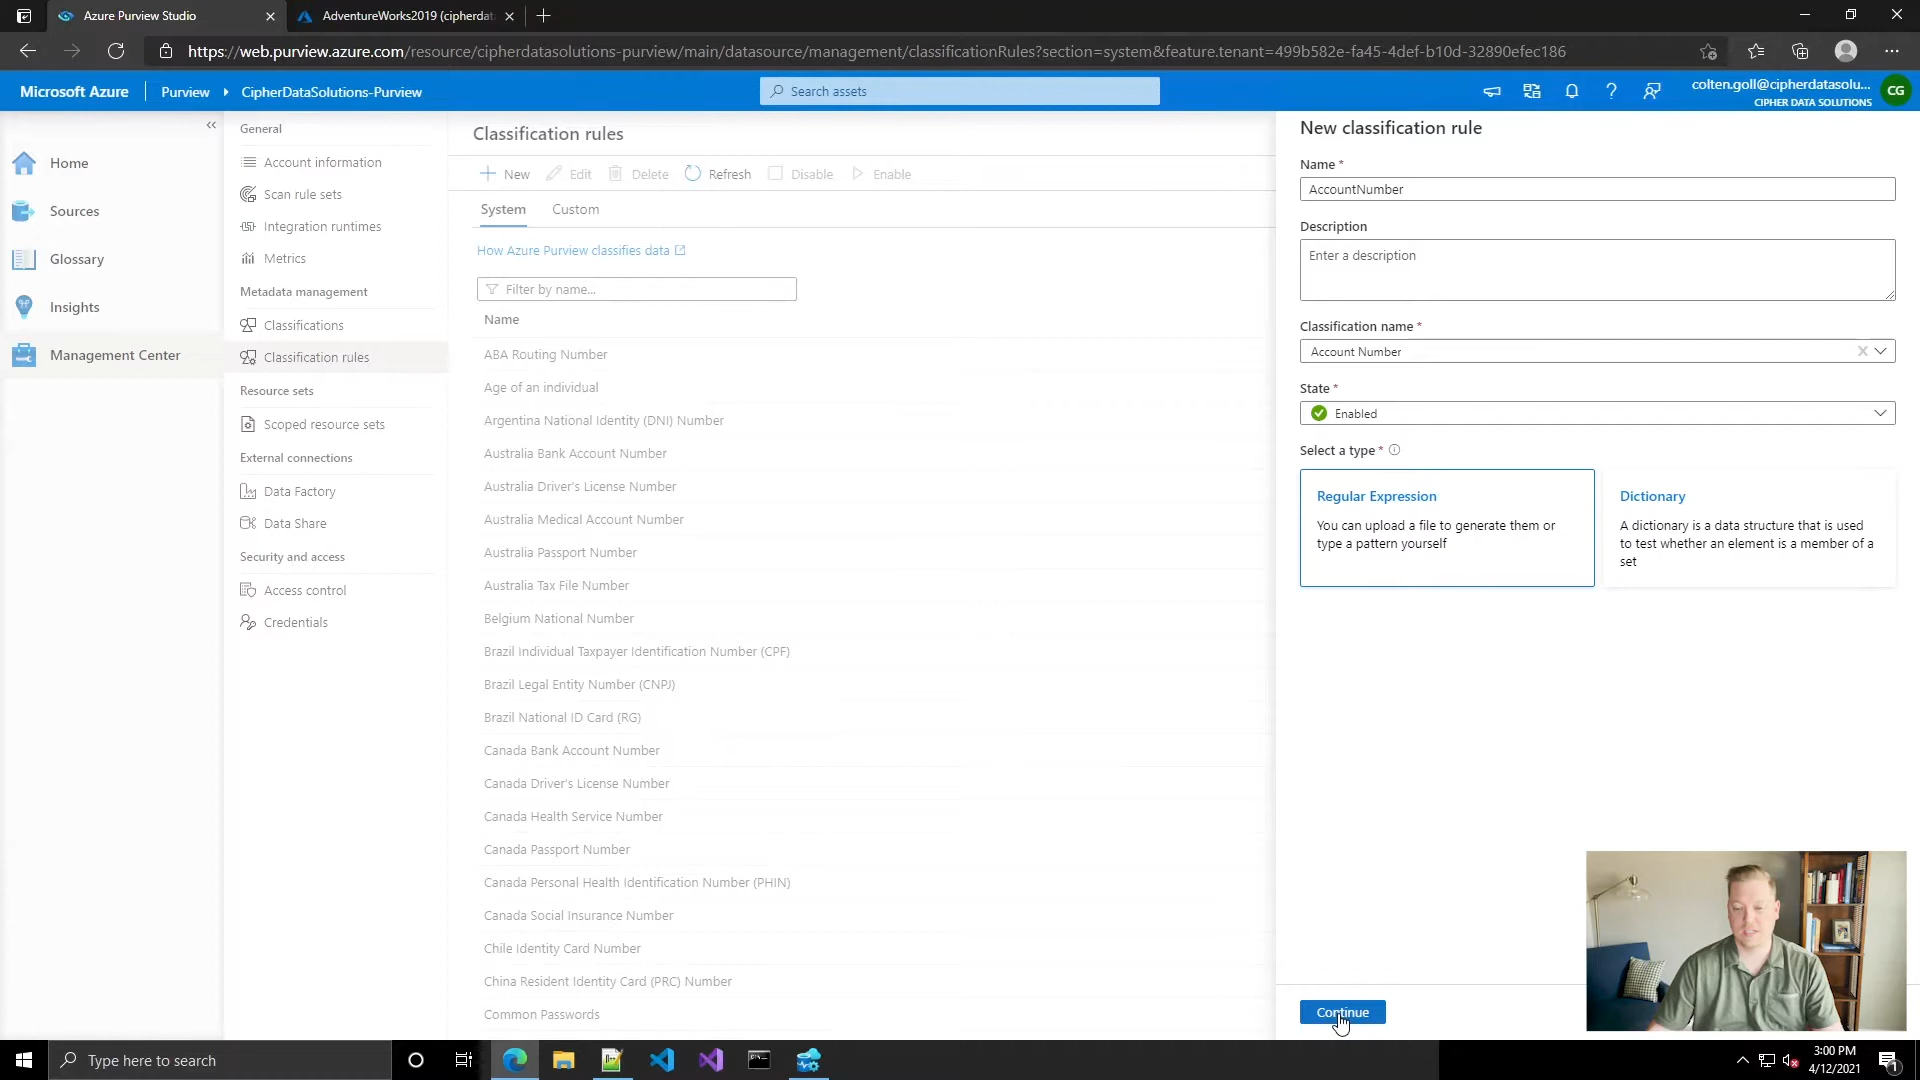 Azure Purview Studio
AdventureWorks2019 (cipherdat
https://web.purview.azure.com/resource/cipherdatasolutions-purview/main/datasource/management/classificationRules?section=system&feature.tenant=499b582e-fa45-4def-b10d-32890efec186
Microsoft Azure
Purview
CipherDataSolutions-Purview
Search assets
colten.goll@cipherdatasolu...
CIPHER DATA SOLUTIONS
CG
Home
Sources
Glossary
Insights
Management Center
General
Account information
Scan rule sets
Integration runtimes
Metrics
Metadata management
Classifications
Classification rules
Resource sets
Scoped resource sets
External connections
Data Factory
Data Share
Security and access
Access control
Credentials
Classification rules
New Edit Delete Refresh Disable Enable
System Custom
How Azure Purview classifies data
Filter by name...
Name
ABA Routing Number
Age of an individual
Argentina National Identity (DNI) Number
Australia Bank Account Number
Australia Driver's License Number
Australia Medical Account Number
Australia Passport Number
Australia Tax File Number
Belgium National Number
Brazil Individual Taxpayer Identification Number (CPF)
Brazil Legal Entity Number (CNPJ)
Brazil National ID Card (RG)
Canada Bank Account Number
Canada Driver's License Number
Canada Health Service Number
Canada Passport Number
Canada Personal Health Identification Number (PHIN)
Canada Social Insurance Number
Chile Identity Card Number
China Resident Identity Card (PRC) Number
Common Passwords
New classification rule
Name *
AccountNumber
Description
Enter a description
Classification name *
Account Number
State *
Enabled
Select a type *
Regular Expression
You can upload a file to generate them or
type a pattern yourself
Dictionary
A dictionary is a data structure that is used
to test whether an element is a member of a
set
Continue
Type here to search
3:00 PM
4/12/2021
1